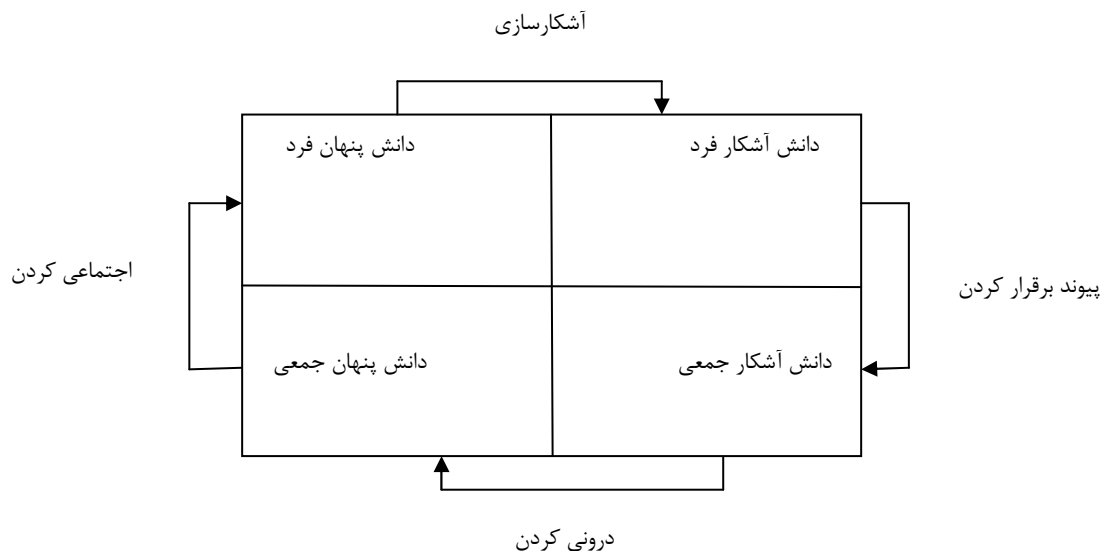 آشکارسازی
دانش آشکار فرد
دانش پنهان فرد
پیوند برقرار کردن
اجتماعی کردن
دانش آشکار جمعی
دانش پنهان جمعی
درونی کردن